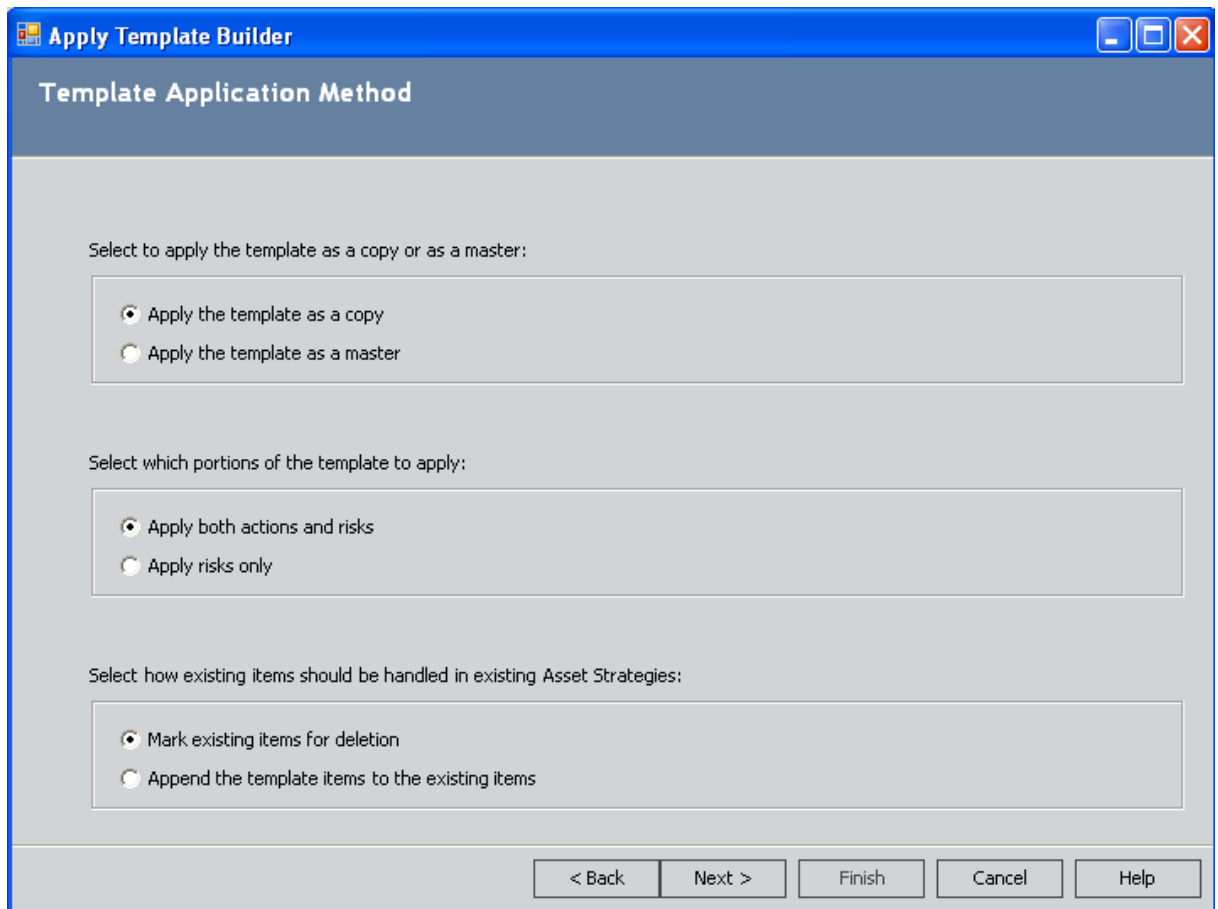 Apply Template Builder
Template Application Method
Select to apply the template as a copy or as a master:
Apply the template as a copy
Apply the template as a master
Select which portions of the template to apply:
Apply both actions and risks
Apply risks only
Select how existing items should be handled in existing Asset Strategies:
Mark existing items for deletion
Append the template items to the existing items
< Back Next > Finish Cancel Help